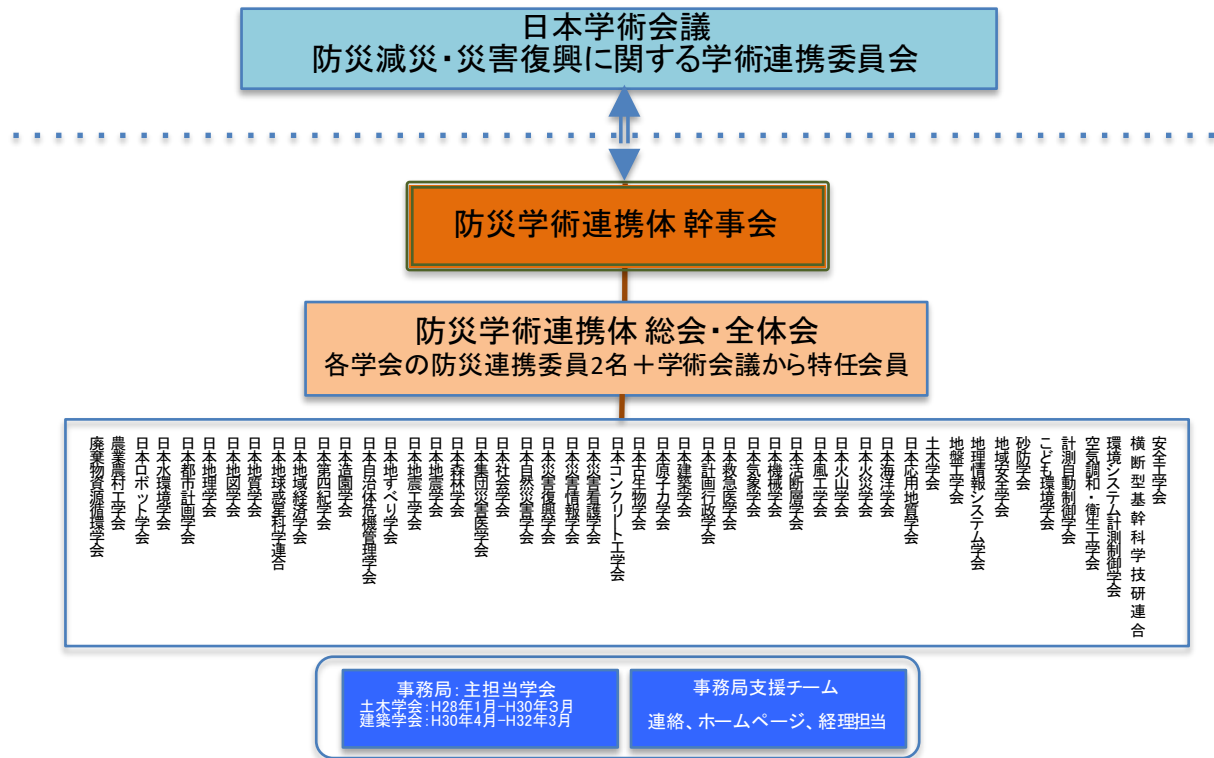 日本学術会議
防災減災・災害復興に関する学術連携委員会
防災学術連携体 幹事会
防災学術連携体 総会・全体会
各学会の防災連携委員2名＋学術会議から特任会員
安全工学会
横断型基幹科学技研連合
環境システム計測制御学会
空気調和・衛生工学会
計測自動制御学会
こども環境学会
砂防学会
地域安全学会
地理情報システム学会
地盤工学会
土木学会
日本応用地質学会
日本海洋学会
日本火災学会
日本火山学会
日本風工学会
日本活断層学会
日本機械学会
日本気象学会
日本救急医学会
日本計画行政学会
日本建築学会
日本原子力学会
日本古生物学会
日本コンクリート工学会
日本災害看護学会
日本災害情報学会
日本災害復興学会
日本自然災害学会
日本社会学会
日本集団災害医学会
日本森林学会
日本地震学会
日本地震工学会
日本地すべり学会
日本自治体危機管理学会
日本造園学会
日本第四紀学会
日本地域経済学会
日本地球惑星科学連合
日本地質学会
日本地図学会
日本地理学会
日本都市計画学会
日本水環境学会
日本ロボット学会
農業農村工学会
廃棄物資源循環学会
事務局：主担当学会
土木学会：H28年1月-H30年３月
建築学会：H30年4月-H32年3月
事務局支援チーム
連絡、ホームページ、経理担当